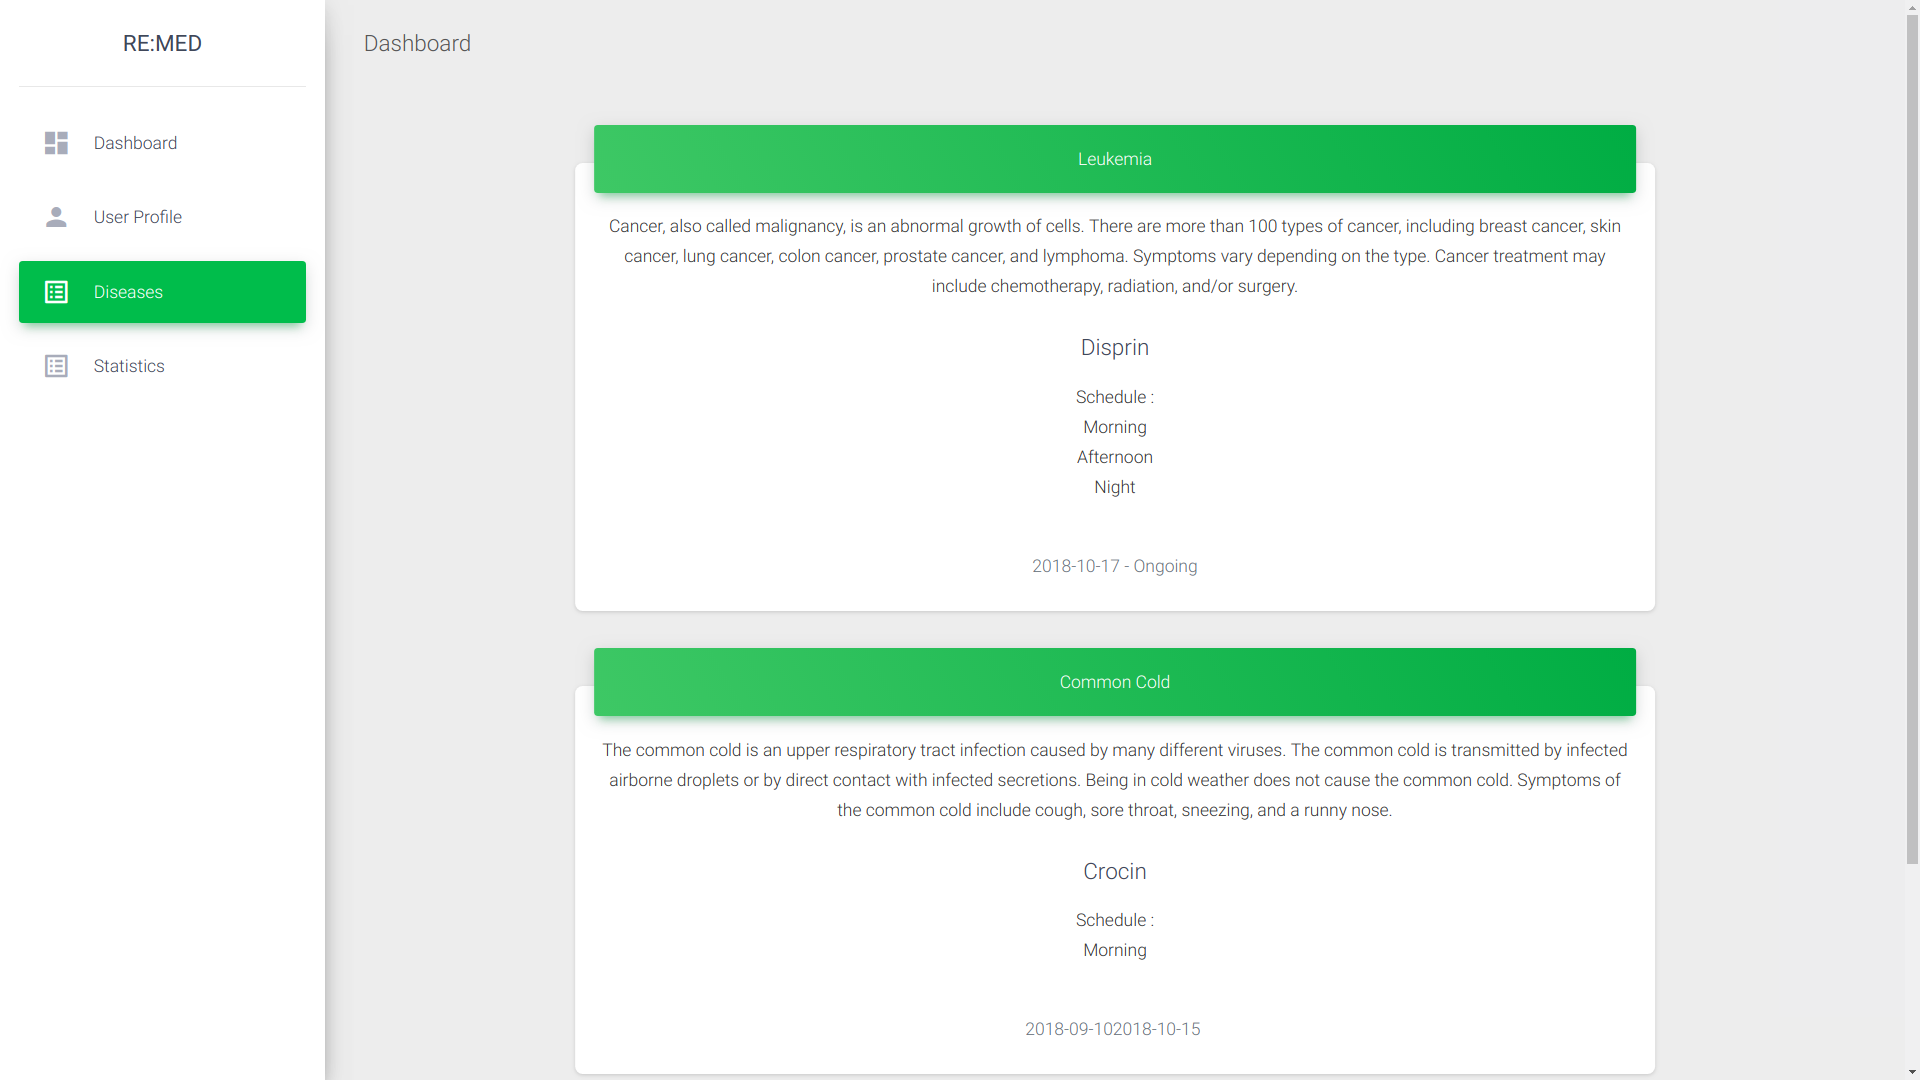 RE:MED
Dashboard
User Profile
Diseases
Statistics
Dashboard
Leukemia
Cancer, also called malignancy, is an abnormal growth of cells. There are more than 100 types of cancer, including breast cancer, skin
cancer, lung cancer, colon cancer, prostate cancer, and lymphoma. Symptoms vary depending on the type. Cancer treatment may
include chemotherapy, radiation, and/or surgery.
Disprin
Schedule :
Morning
Afternoon
Night
2018-10-17 - Ongoing
Common Cold
The common cold is an upper respiratory tract infection caused by many different viruses. The common cold is transmitted by infected
airborne droplets or by direct contact with infected secretions. Being in cold weather does not cause the common cold. Symptoms of
the common cold include cough, sore throat, sneezing, and a runny nose.
Crocin
Schedule :
Morning
2018-09-102018-10-15